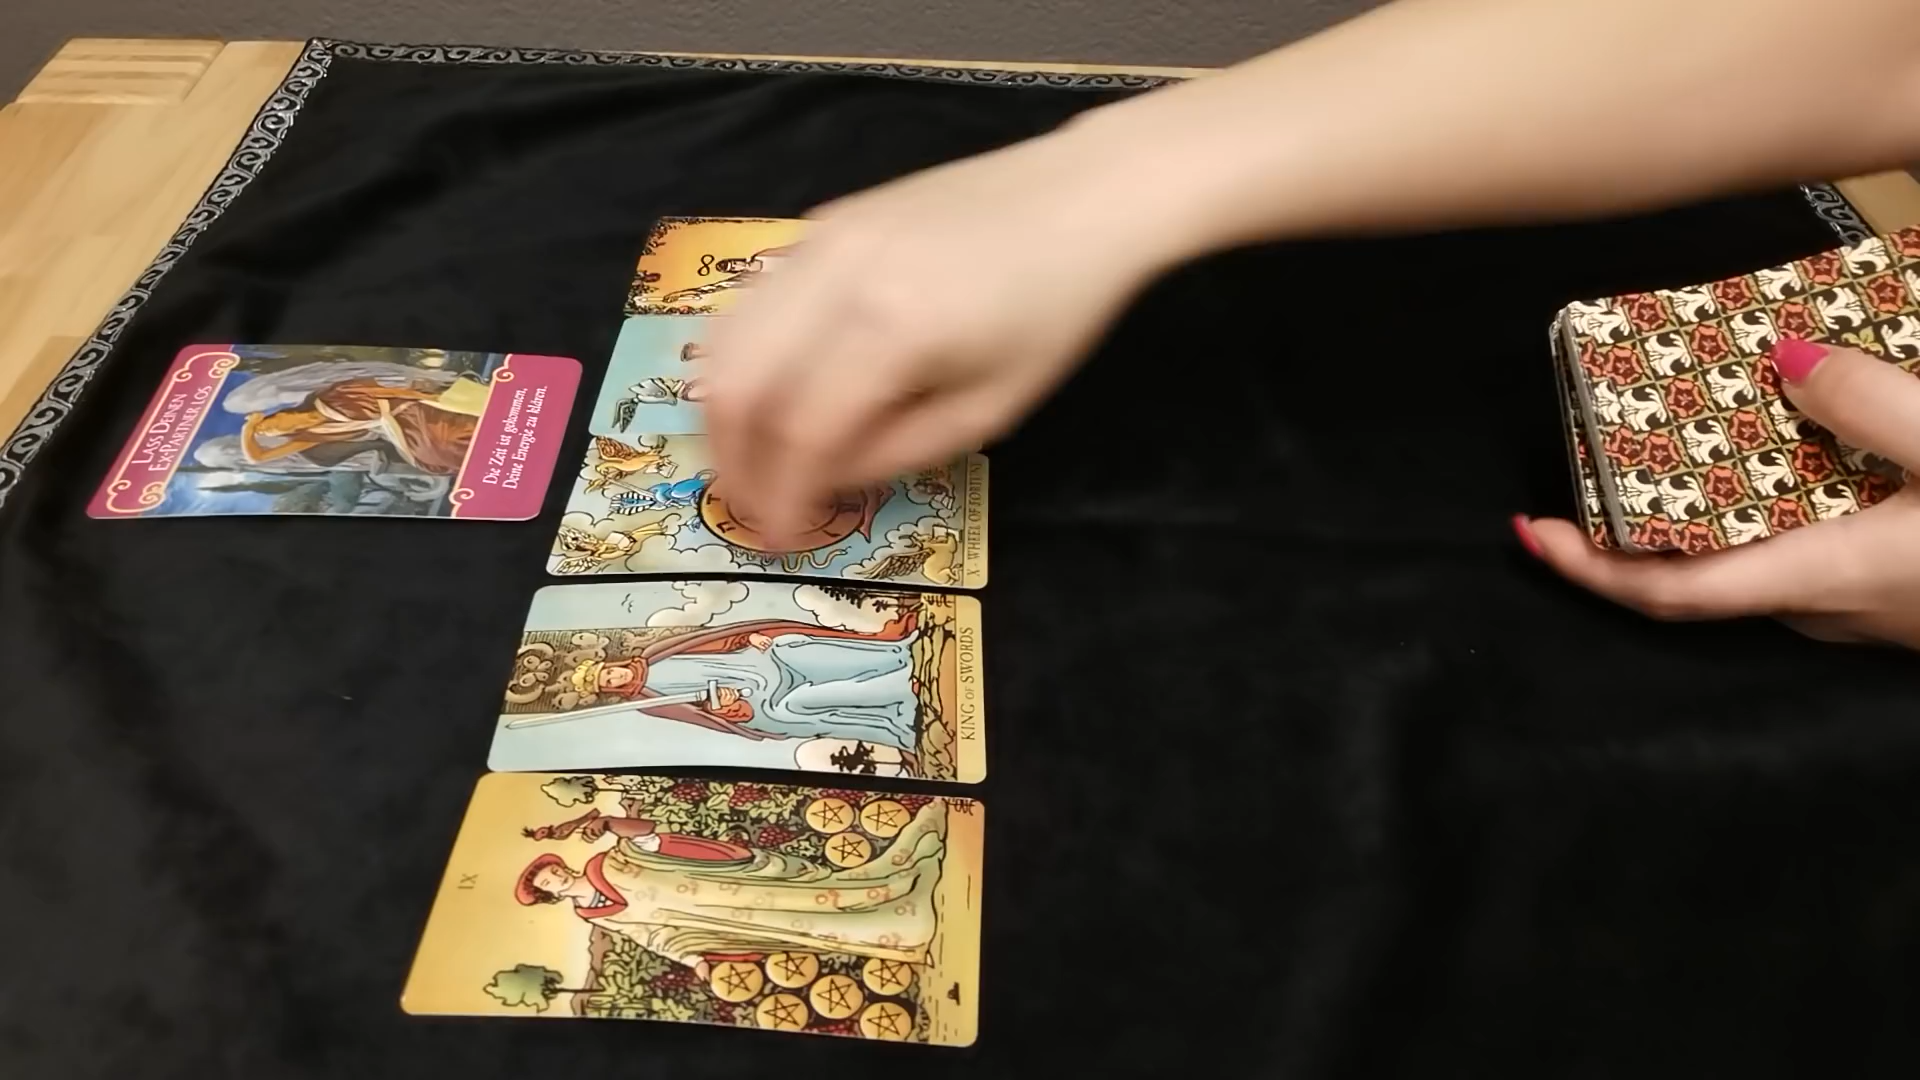 LASS DEINEN
EX-PARTNER LOS
Die Zeit ist gekommen,
Deine Energie zu klären.
X - WHEEL OF FORTUNE
KING OF SWORDS
IX